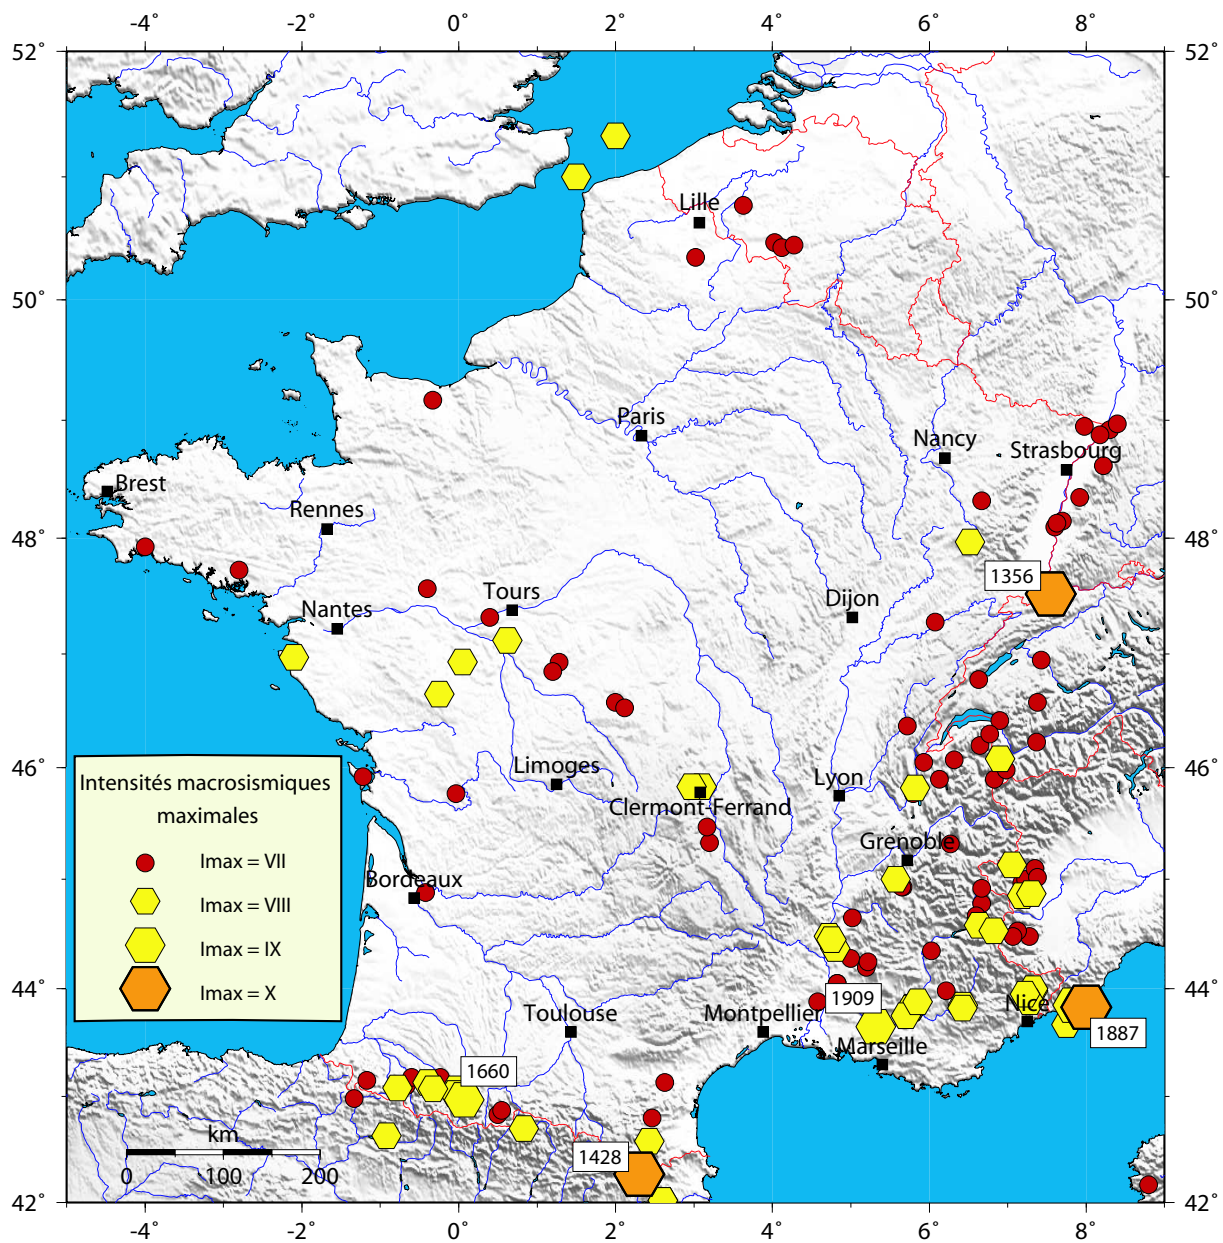 -4°
-2°
0°
2°
4°
6°
8°
52°
52°
Lille
50°
50°
Paris
Nancy
Strasbourg
Brest
Rennes
48°
48°
1356
Tours
Dijon
Nantes
Intensités macrosismiques
maximales
Imax = VII
Imax = VIII
Imax = IX
Imax = X
46°
46°
Limoges
Lyon
Clermont-Ferrand
Grenoble
Bordeaux
44°
44°
1909
Nice
Toulouse
Montpellier
1887
Marseille
1660
km
0
100
200
1428
42°
42°
-4°
-2°
0°
2°
4°
6°
8°